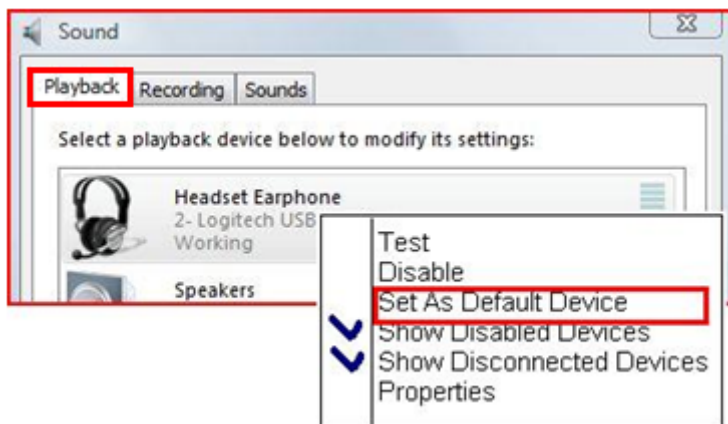 Sound
Playback Recording Sounds
Select a playback device below to modify its settings:
Headset Earphone
2- Logitech USB
Working
Speakers
Test
Disable
Set As Default Device
Show Disabled Devices
Show Disconnected Devices
Properties